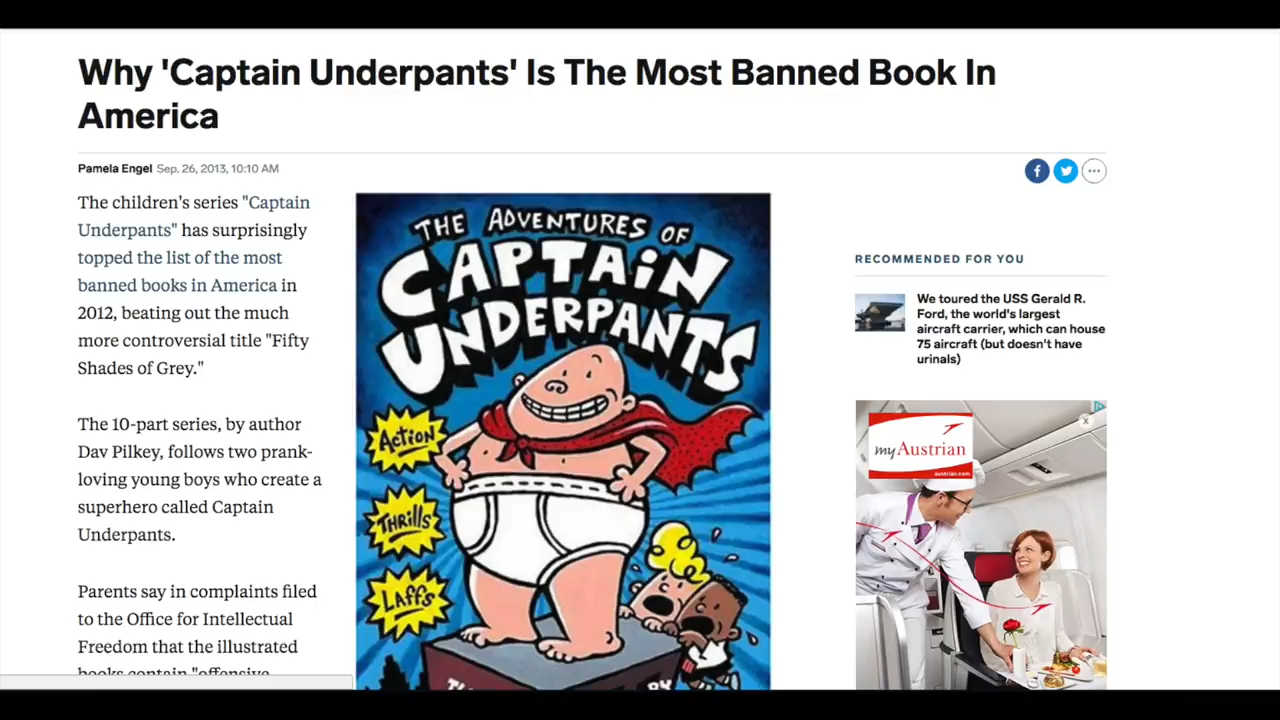 Why 'Captain Underpants' Is The Most Banned Book In
America
Pamela Engel Sep. 26, 2013, 10:10 AM
The children's series "Captain
Underpants" has surprisingly
topped the list of the most
banned books in America in
2012, beating out the much
more controversial title "Fifty
Shades of Grey."
The 10-part series, by author
Dav Pilkey, follows two prank-
loving young boys who create a
superhero called Captain
Underpants.
Parents say in complaints filed
to the Office for Intellectual
Freedom that the illustrated
books contain "offensive
THE ADVENTURES OF
CAPTAIN
UNDERPANTS
ACTION
THRILLS
LAFFS
BY
RECOMMENDED FOR YOU
We toured the USS Gerald R.
Ford, the world's largest
aircraft carrier, which can house
75 aircraft (but doesn't have
urinals)
myAustrian
austrian.com